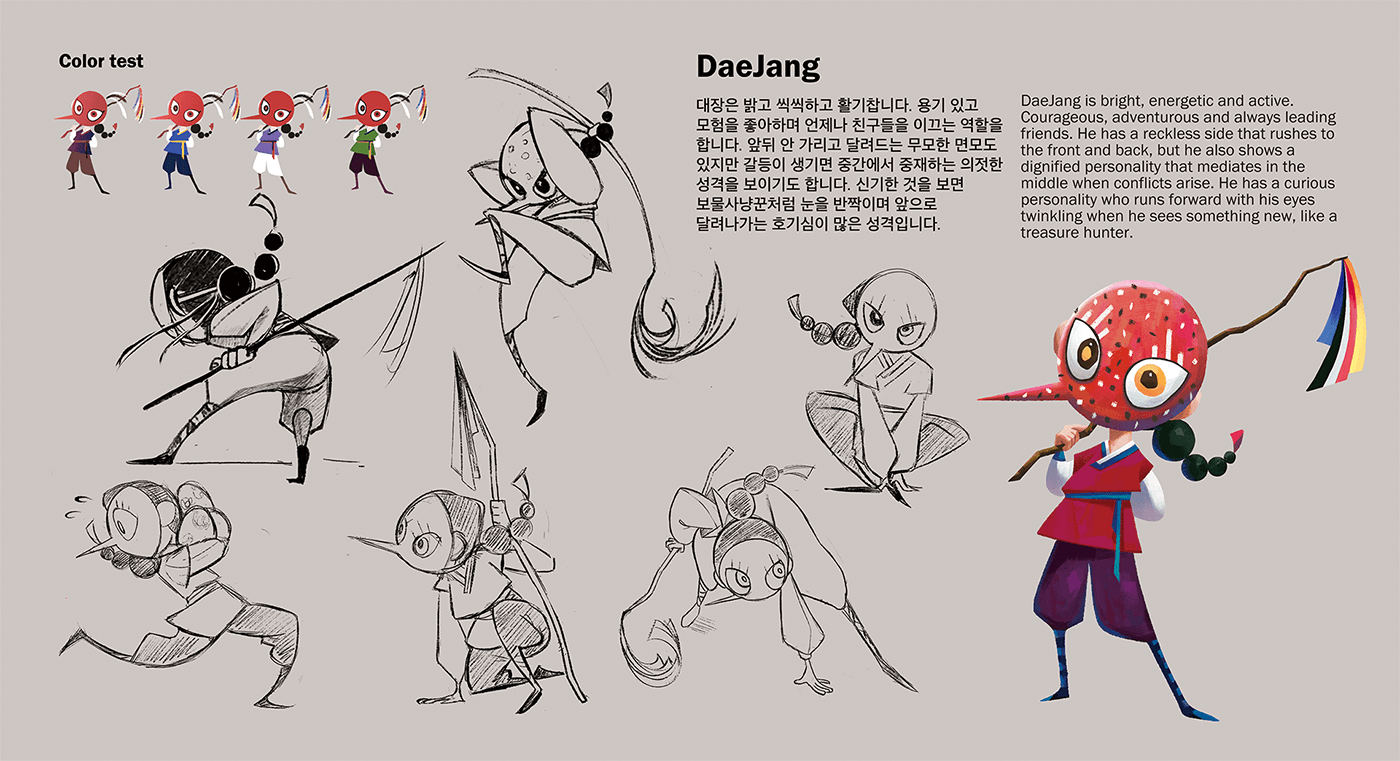 Color test
DaeJang
대장은 밝고 씩씩하고 활기찹니다. 용기 있고
모험을 좋아하며 언제나 친구들을 이끄는 역할을
합니다. 앞뒤 안 가리고 달려드는 무모한 면모도
있지만 갈등이 생기면 중간에서 중재하는 의젓한
성격을 보이기도 합니다. 신기한 것을 보면
보물사냥꾼처럼 눈을 반짝이며 앞으로
달려나가는 호기심이 많은 성격입니다.
DaeJang is bright, energetic and active.
Courageous, adventurous and always leading
friends. He has a reckless side that rushes to
the front and back, but he also shows a
dignified personality that mediates in the
middle when conflicts arise. He has a curious
personality who runs forward with his eyes
twinkling when he sees something new, like a
treasure hunter.